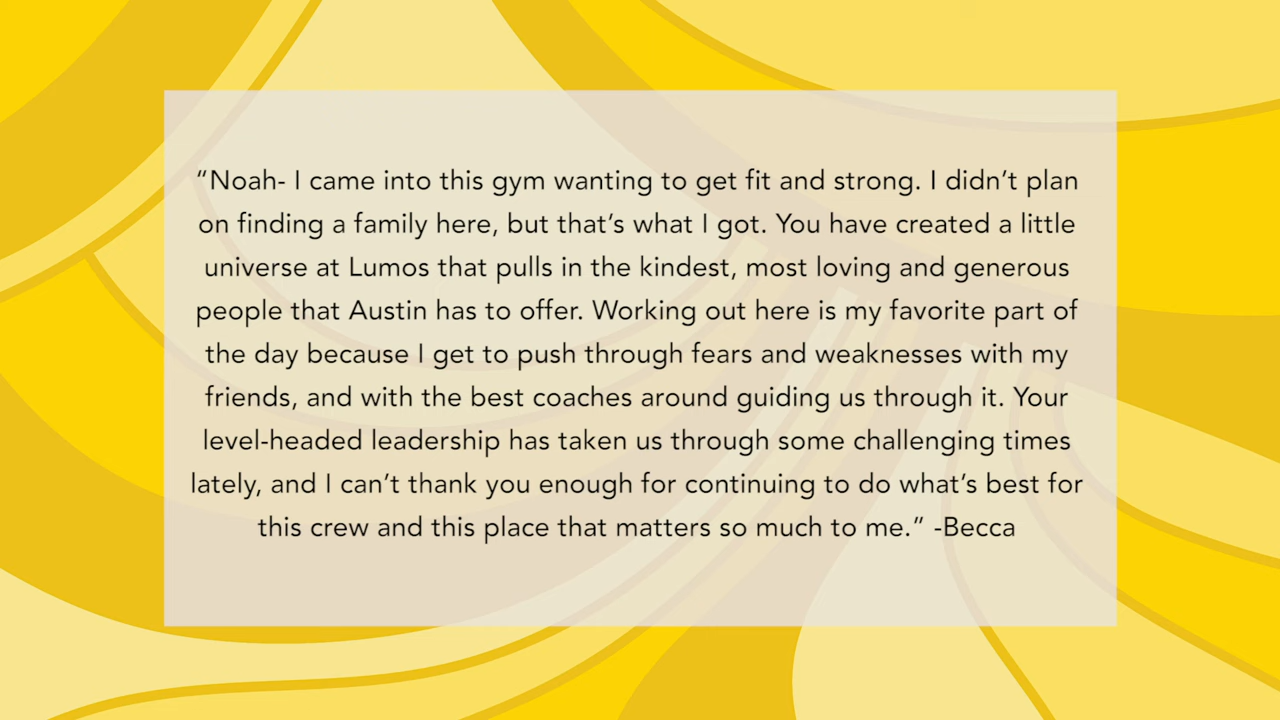 “Noah- I came into this gym wanting to get fit and strong. I didn’t plan
on finding a family here, but that’s what I got. You have created a little
universe at Lumos that pulls in the kindest, most loving and generous
people that Austin has to offer. Working out here is my favorite part of
the day because I get to push through fears and weaknesses with my
friends, and with the best coaches around guiding us through it. Your
level-headed leadership has taken us through some challenging times
lately, and I can’t thank you enough for continuing to do what’s best for
this crew and this place that matters so much to me.” -Becca